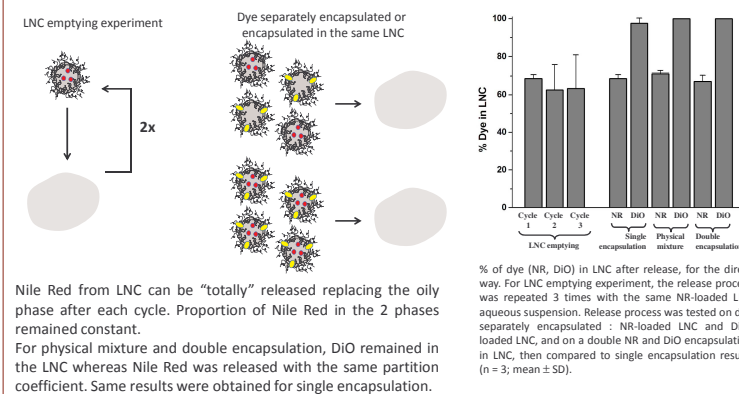 LNC emptying experiment
2x
Dye separately encapsulated or
encapsulated in the same LNC
Nile Red from LNC can be “totally” released replacing the oily
phase after each cycle. Proportion of Nile Red in the 2 phases
remained constant.
For physical mixture and double encapsulation, DiO remained in
the LNC whereas Nile Red was released with the same partition
coefficient. Same results were obtained for single encapsulation.
% Dye in LNC
100
80
60
40
20
0
Cycle Cycle Cycle NR DiO NR DiO NR DiO
1 2 3
LNC emptying
Single
encapsulation
Physical
mixture
Double
encapsulation
% of dye (NR, DiO) in LNC after release, for the
way. For LNC emptying experiment, the release
was repeated 3 times with the same NR-loaded
aqueous suspension. Release process was tested on
separately encapsulated : NR-loaded LNC and
loaded LNC, and on a double NR and DiO
in LNC, then compared to single encapsulation
(n = 3; mean ± SD).